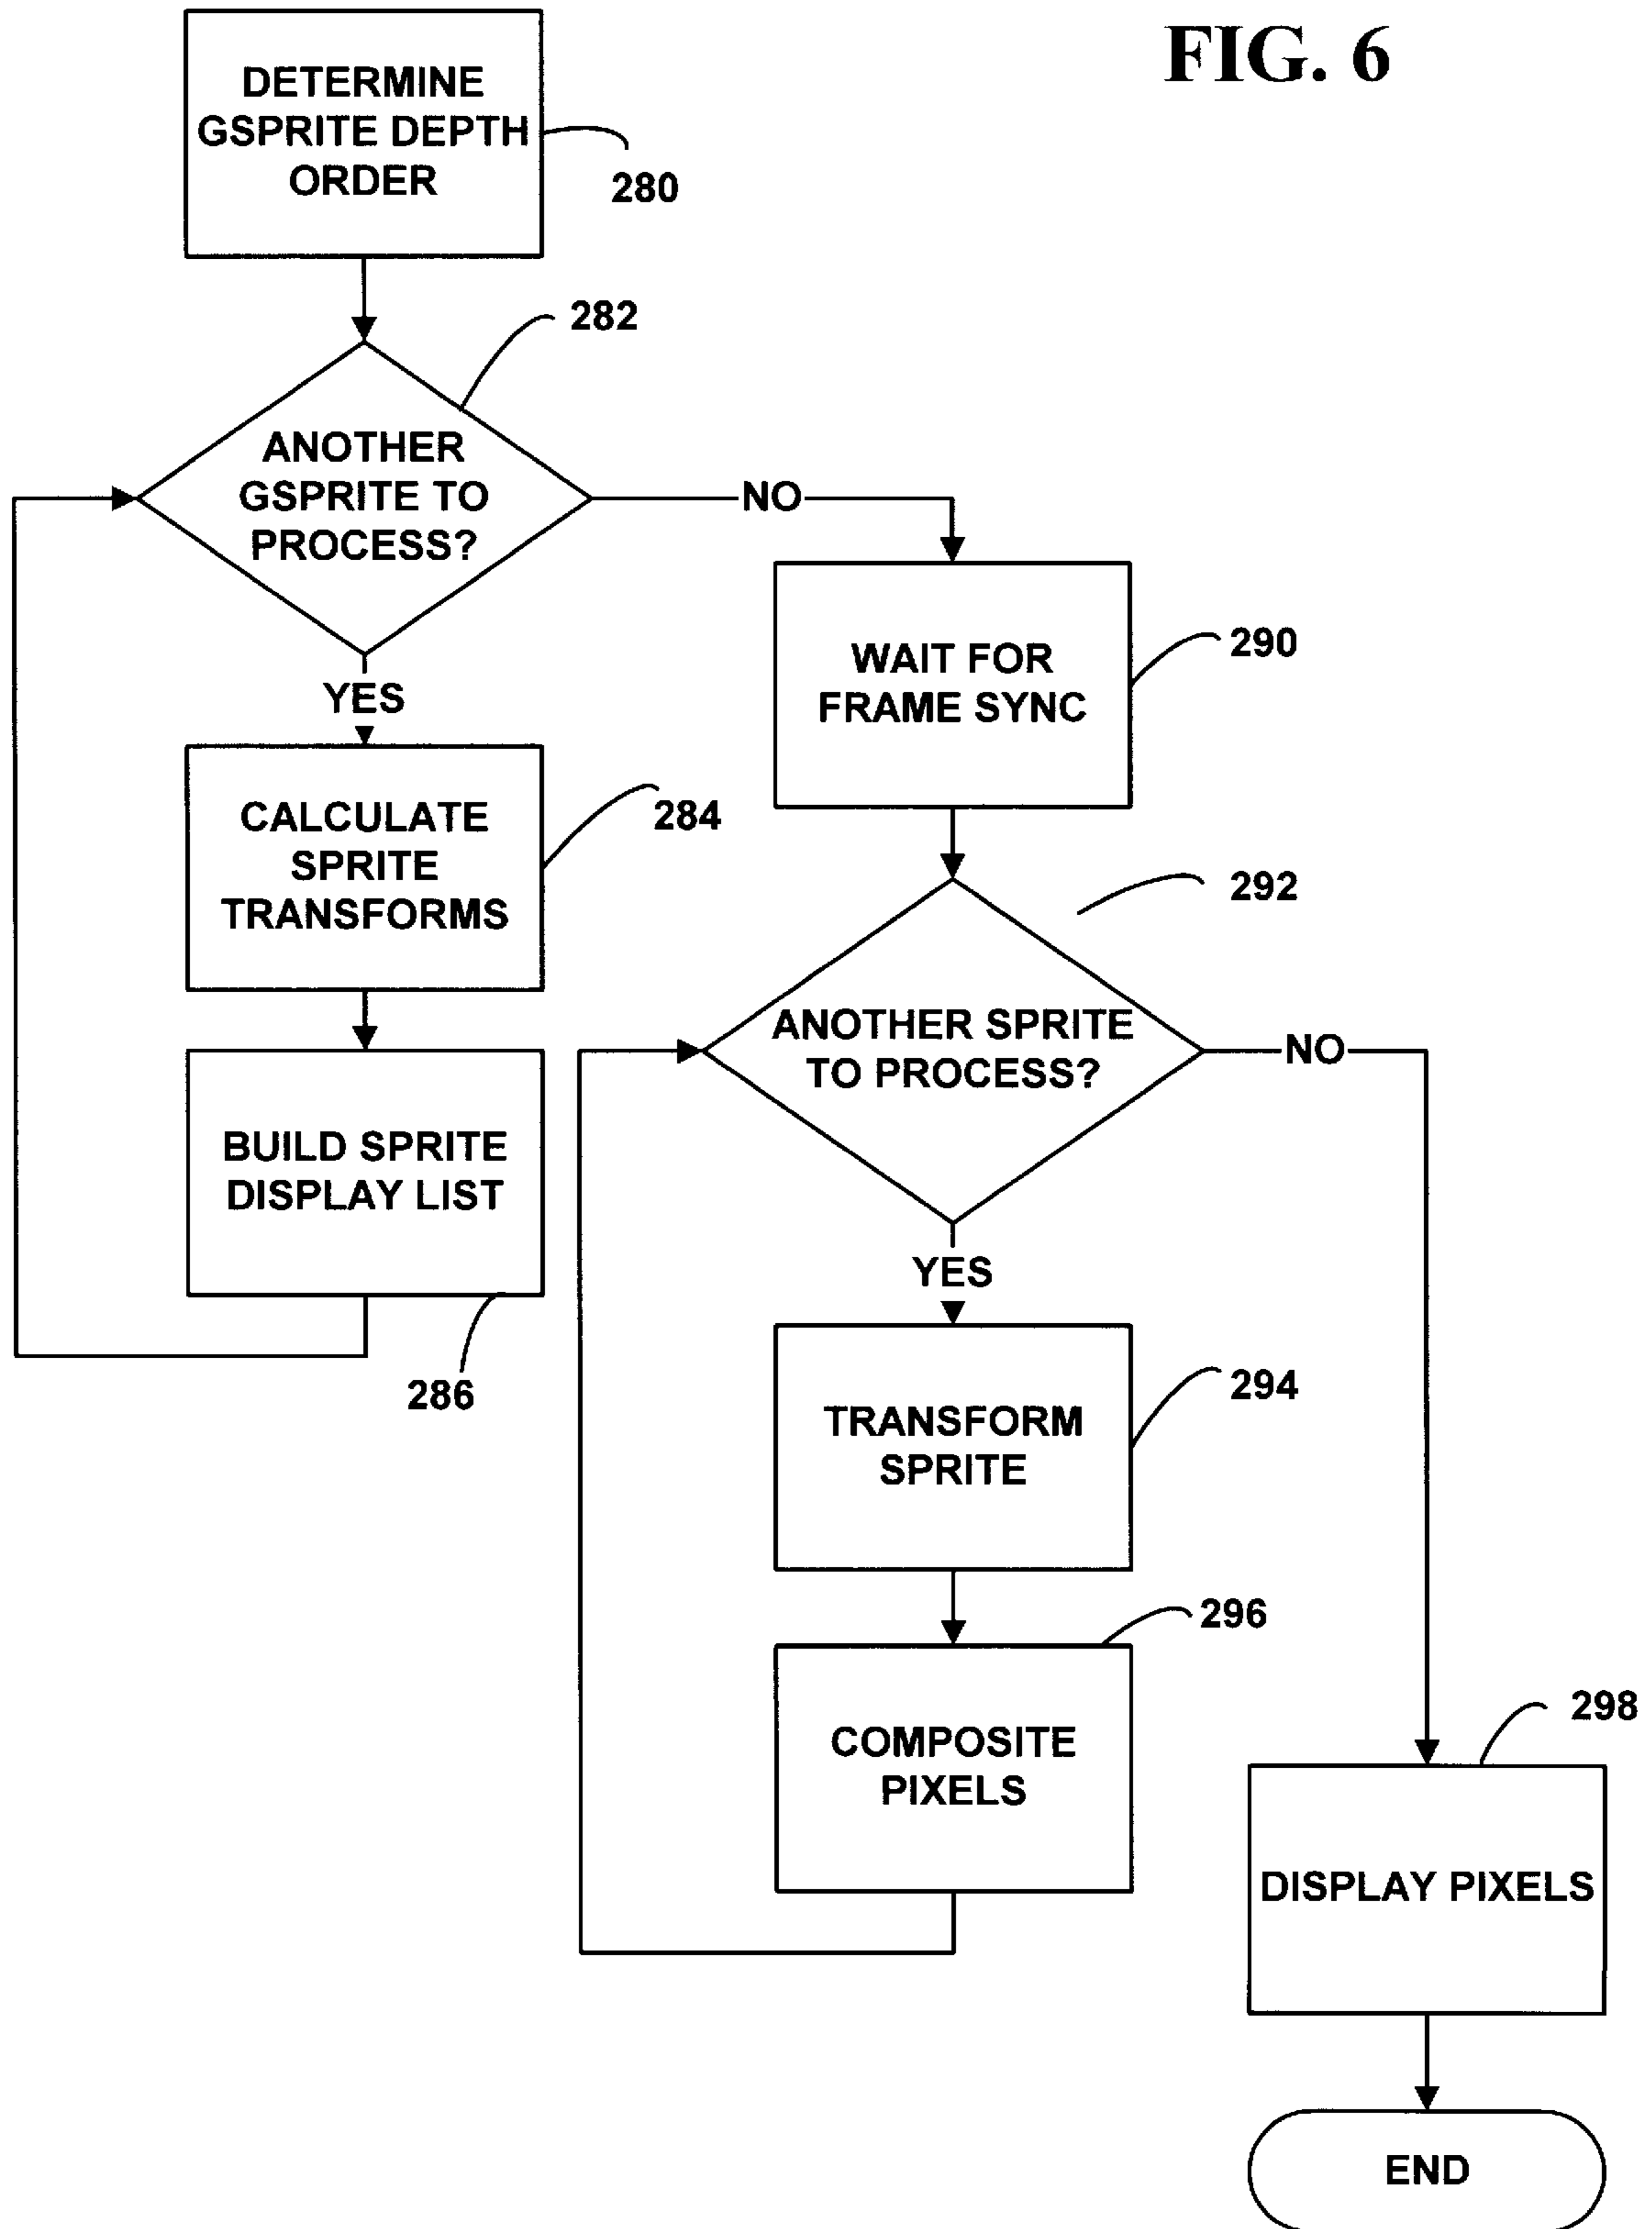 FIG. 6
DETERMINE
GSPRITE DEPTH
ORDER
280
282
ANOTHER
GSPRITE TO
PROCESS?
NO
YES
CALCULATE
SPRITE
TRANSFORMS
284
BUILD SPRITE
DISPLAY LIST
286
WAIT FOR
FRAME SYNC
290
292
ANOTHER SPRITE
TO PROCESS?
NO
YES
TRANSFORM
SPRITE
294
296
COMPOSITE
PIXELS
298
DISPLAY PIXELS
END